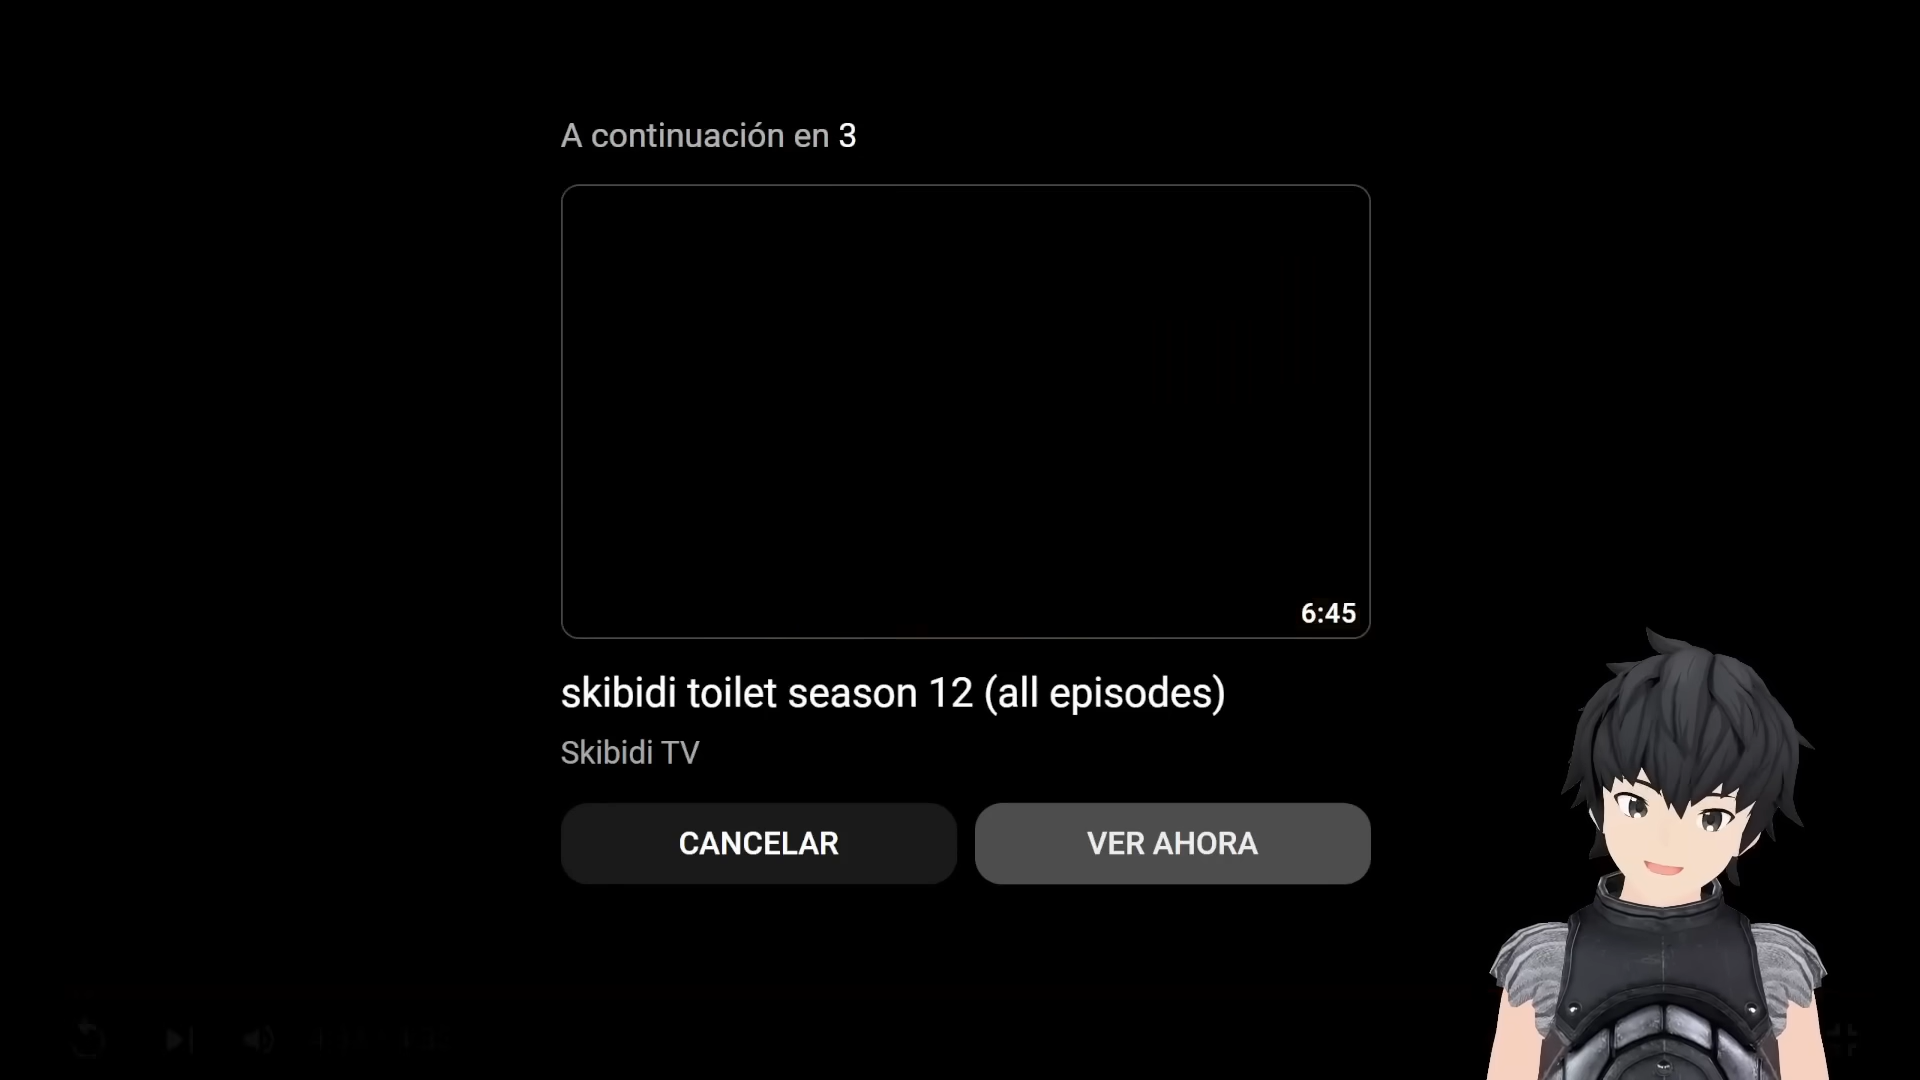 A continuación en 3
6:45
skibidi toilet season 12 (all episodes)
Skibidi TV
CANCELAR
VER AHORA